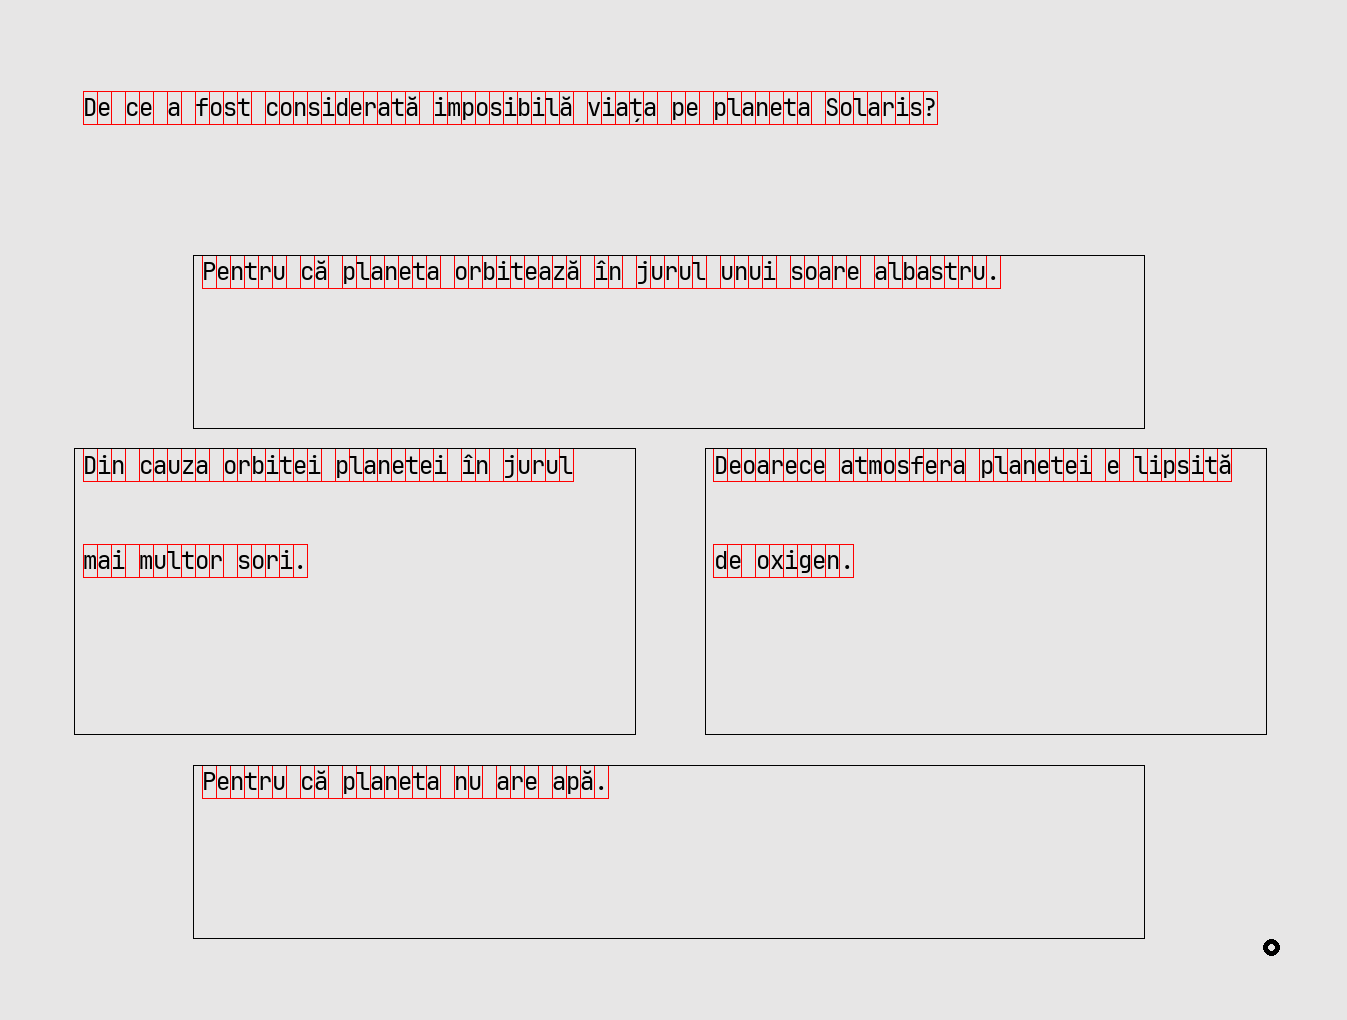 De ce a fost considerată imposibilă viața pe planeta Solaris?
Pentru că planeta orbitează în jurul unui soare albastru.
Din cauza orbitei planetei în jurul
mai multor sori.
Deoarece atmosfera planetei e lipsită
de oxigen.
Pentru că planeta nu are apă.